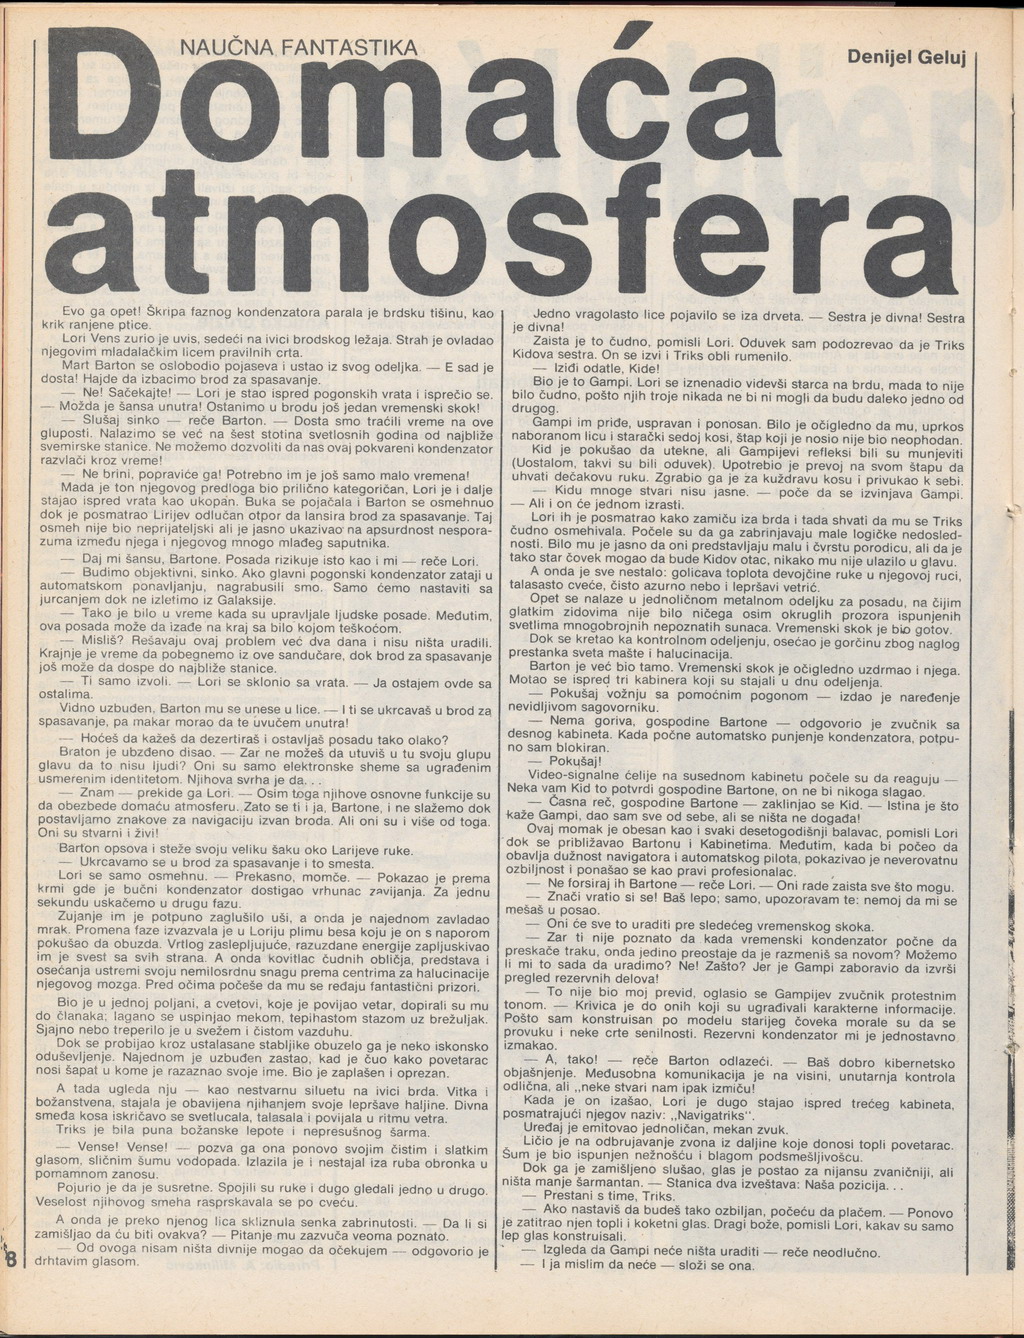 NAUČNA FANTASTIKA
Denijel Geluj
Domaća
atmosfera
Evo ga opet! Škripa faznog kondenzatora parala je brdsku tišinu, kao
krik ranjene ptice.
Lori Vens zurio je uvis, sedeći na ivici brodskog ležaja. Strah je ovladao
njegovim mladalačkim licem pravilnih crta.
Mart Barton se oslobodio pojaseva i ustao iz svog odeljka. — E sad je
dosta! Hajde da izbacimo brod za spasavanje.
— Ne! Sačekajte! — Lori je stao ispred pogonskih vrata i isprečio se.
— Možda je šansa unutra! Ostanimo u brodu još jedan vremenski skok!
— Slušaj sinko — reče Barton. — Dosta smo traćili vreme na ove
gluposti. Nalazimo se već na šest stotina svetlosnih godina od najbliže
svemirske stanice. Ne možemo dozvoliti da nas ovaj pokvareni kondenzator
razvlači kroz vreme!
— Ne brini, popraviće ga! Potrebno im je još samo malo vremena!
Mada je ton njegovog predloga bio prilično kategoričan, Lori je i dalje
stajao ispred vrata kao ukopan. Buka se pojačala i Barton se osmehnuo
dok je posmatrao Lirijev odlučan otpor da lansira brod za spasavanje. Taj
osmeh nije bio neprijateljski ali je jasno ukazivao na apsurdnost nespora-
zuma između njega i njegovog mnogo mlađeg saputnika.
— Daj mi šansu, Bartone. Posada rizikuje isto kao i mi — reče Lori.
— Budimo objektivni, sinko. Ako glavni pogonski kondenzator zataji u
automatskom ponavljanju, nagrabusili smo. Samo ćemo nastaviti sa
jurcanjem dok ne izletimo iz Galaksije.
— Tako je bilo u vreme kada su upravljale ljudske posade. Međutim,
ova posada može da izađe na kraj sa bilo kojom teškoćom.
— Misliš? Rešavaju ovaj problem već dva dana i nisu ništa uradili.
Krajnje je vreme da pobegnemo iz ove sandučare, dok brod za spasavanje
još može da dospe do najbliže stanice.
— Ti samo izvoli. — Lori se sklonio sa vrata. — Ja ostajem ovde sa
ostalima.
Vidno uzbuđen, Barton mu se unese u lice. — I ti se ukrcavaš u brod za
spasavanje, pa makar morao da te uvučem unutra!
— Hoćeš da kažeš da dezertiraš i ostavljaš posadu tako olako?
Braton je ubzđeno disao. — Zar ne možeš da utuviš u tu svoju glupu
glavu da to nisu ljudi? Oni su samo elektronske sheme sa ugrađenim
usmerenim identitetom. Njihova svrha je da. . .
— Znam — prekide ga Lori. — Osim toga njihove osnovne funkcije su
da obezbede domaću atmosferu. Zato se ti i ja, Bartone, i ne slažemo dok
postavljamo znakove za navigaciju izvan broda. Ali oni su i više od toga.
Oni su stvarni i živi!
Barton opsova i steže svoju veliku šaku oko Larijeve ruke.
— Ukrcavamo se u brod za spasavanje i to smesta.
Lori se samo osmehnu. — Prekasno, momče. — Pokazao je prema
krmi gde je bučni kondenzator dostigao vrhunac zavijanja. Za jednu
sekundu uskačemo u drugu fazu.
Zujanje im je potpuno zaglušilo uši, a onda je najednom zavladao
mrak. Promena faze izvazvala je u Loriju plimu besa koju je on s naporom
pokušao da obuzda. Vrtlog zaslepljujuće, razuzdane energije zapljuskivao
im je svest sa svih strana. A onda kovitlac čudnih obličja, predstava i
osećanja ustremi svoju nemilosrdnu snagu prema centrima za halucinacije
njegovog mozga. Pred očima počeše da mu se ređaju fantastični prizori.
Bio je u jednoj poljani, a cvetovi, koje je povijao vetar, dopirali su mu
do članaka; lagano se uspinjao mekom, tepihastom stazom uz brežuljak.
Sjajno nebo treperilo je u svežem i čistom vazduhu.
Dok se probijao kroz ustalasane stabljike obuzelo ga je neko iskonsko
oduševljenje. Najednom je uzbuđen zastao, kad je čuo kako povetarac
nosi šapat u kome je razaznao svoje ime. Bio je zaplašen i oprezan.
A tada ugleda nju — kao nestvarnu siluetu na ivici brda. Vitka i
božanstvena, stajala je obavijena njihanjem svoje lepršave haljine. Divna
smeđa kosa iskričavo se svetlucala, talasala i povijala u ritmu vetra.
Triks je bila puna božanske lepote i nepresušnog šarma.
— Vense! Vense! — pozva ga ona ponovo svojim čistim i slatkim
glasom, sličnim šumu vodopada. Izlazila je i nestajal iza ruba obronka u
pomamnom zanosu.
Pojurio je da je susretne. Spojili su ruke i dugo gledali jedno u drugo.
Veselost njihovog smeha rasprskavala se po cveću.
A onda je preko njenog lica skliznula senka zabrinutosti. — Da li si
zamišljao da ću biti ovakva? — Pitanje mu zazvuča veoma poznato.
— Od ovoga nisam ništa divnije mogao da očekujem — odgovorio je
drhtavim glasom.
8
Jedno vragolasto lice pojavilo se iza drveta. — Sestra je divna! Sestra
je divna!
Zaista je to čudno, pomisli Lori. Oduvek sam podozrevao da je Triks
Kidova sestra. On se izvi i Triks obli rumenilo.
— Iziđi odatle, Kide!
Bio je to Gampi. Lori se iznenadio videvši starca na brdu, mada to nije
bilo čudno, pošto njih troje nikada ne bi ni mogli da budu daleko jedno od
drugog.
Gampi im priđe, uspravan i ponosan. Bilo je očigledno da mu, uprkos
naboranom licu i starački sedoj kosi, štap koji je nosio nije bio neophodan.
Kid je pokušao da utekne, ali Gampijevi refleksi bili su munjeviti
(Uostalom, takvi su bili oduvek). Upotrebio je prevoj na svom štapu da
uhvati dečakovu ruku. Zgrabio ga je za kuždravu kosu i privukao k sebi.
— Kidu mnoge stvari nisu jasne. — poče da se izvinjava Gampi.
— Ali i on će jednom izrasti.
Lori ih je posmatrao kako zamiču iza brda i tada shvati da mu se Triks
čudno osmehivala. Počele su da ga zabrinjavaju male logičke nedosled-
nosti. Bilo mu je jasno da oni predstavljaju malu i čvrstu porodicu, ali da je
tako star čovek mogao da bude Kidov otac, nikako mu nije ulazilo u glavu.
A onda je sve nestalo: golicava toplota devojčine ruke u njegovoj ruci,
talasasto cveće, čisto azurno nebo i lepršavi vetrić.
Opet se nalaze u jednoličnom metalnom odeljku za posadu, na čijim
glatkim zidovima nije bilo ničega osim okruglih prozora ispunjenih
svetlima mnogobrojnih nepoznatih sunaca. Vremenski skok je bio gotov.
Dok se kretao ka kontrolnom odeljenju, osećao je gorčinu zbog naglog
prestanka sveta mašte i halucinacija.
Barton je već bio tamo. Vremenski skok je očigledno uzdrmao i njega.
Motao se ispred tri kabinera koji su stajali u dnu odeljenja.
— Pokušaj vožnju sa pomoćnim pogonom — izdao je naređenje
nevidljivom sagovorniku.
— Nema goriva, gospodine Bartone — odgovorio je zvučnik sa
desnog kabineta. Kada počne automatsko punjenje kondenzatora, potpu-
no sam blokiran.
— Pokušaj!
Video-signalne ćelije na susednom kabinetu počele su da reaguju —
Neka vam Kid to potvrdi gospodine Bartone, on ne bi nikoga slagao.
— Časna reč, gospodine Bartone — zaklinjao se Kid. — Istina je što
kaže Gampi, dao sam sve od sebe, ali se ništa ne događa!
Ovaj momak je obesan kao i svaki desetogodišnji balavac, pomisli Lori
dok se približavao Bartonu i Kabinetima. Međutim, kada bi počeo da
obavlja dužnost navigatora i automatskog pilota, pokazivao je neverovatnu
ozbiljnost i ponašao se kao pravi profesionalac.
— Ne forsiraj ih Bartone — reče Lori. — Oni rade zaista sve što mogu.
— Znači vratio si se! Baš lepo; samo, upozoravam te: nemoj da mi se
mešaš u posao.
— Oni će sve to uraditi pre sledećeg vremenskog skoka.
— Zar ti nije poznato da kada vremenski kondenzator počne da
preskače traku, onda jedino preostaje da je razmeniš sa novom? Možemo
li mi to sada da uradimo? Ne! Zašto? Jer je Gampi zaboravio da izvrši
pregled rezervnih delova!
— To nije bio moj previd, oglasio se Gampijev zvučnik protestnim
tonom. — Krivica je do onih koji su ugrađivali karakterne informacije.
Pošto sam konstruisan po modelu starijeg čoveka morale su da se
provuku i neke crte senilnosti. Rezervni kondenzator mi je jednostavno
izmakao.
— A, tako! — reče Barton odlazeći. — Baš dobro kibernetsko
objašnjenje. Međusobna komunikacija je na visini, unutarnja kontrola
odlična, ali „neke stvari nam ipak izmiču!
Kada je on izašao, Lori je dugo stajao ispred trećeg kabineta,
posmatrajući njegov naziv: „Navigatriks".
Uređaj je emitovao jednoličan, mekan zvuk.
Ličio je na odbrujavanje zvona iz daljine koje donosi topli povetarac.
Šum je bio ispunjen nežnošću i blagom podsmešljivošću.
Dok ga je zamišljeno slušao, glas je postao za nijansu zvaničniji, ali
ništa manje šarmantan. — Stanica dva izveštava: Naša pozicija. . .
— Prestani s time, Triks.
— Ako nastaviš da budeš tako ozbiljan, počeću da plačem. — Ponovo
je zatitrao njen topli i koketni glas. Dragi bože, pomisli Lori, kakav su samo
lep glas konstruisali.
— Izgleda da Gampi neće ništa uraditi — reče neodlučno.
— I ja mislim da neće — složi se ona.